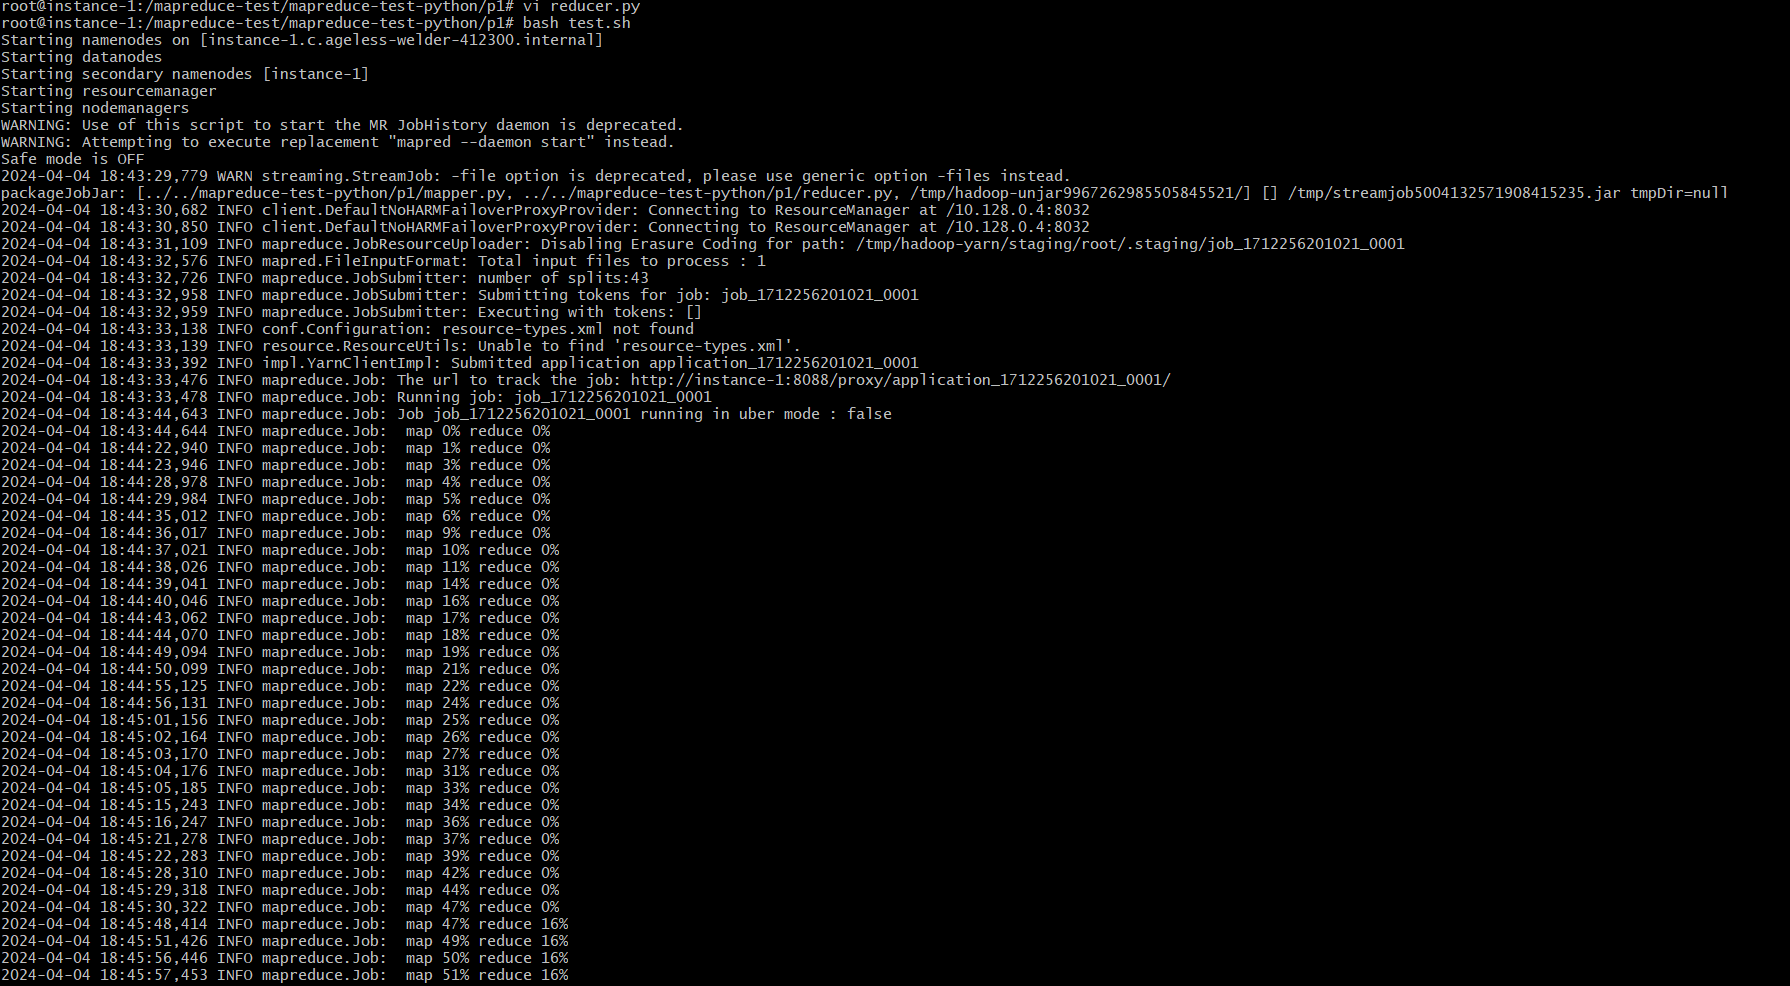 root@instance-1:/mapreduce-test/mapreduce-test-python/p1# vi reducer.py
root@instance-1:/mapreduce-test/mapreduce-test-python/p1# bash test.sh
Starting namenodes on [instance-1.c.ageless-welder-412300.internal]
Starting datanodes
Starting secondary namenodes [instance-1]
Starting resourcemanager
Starting nodemanagers
WARNING: Use of this script to start the MR JobHistory daemon is deprecated.
WARNING: Attempting to execute replacement "mapred --daemon start" instead.
Safe mode is OFF
2024-04-04 18:43:29,779 WARN streaming.StreamJob: -file option is deprecated, please use generic option -files instead.
packageJobJar: [../../mapreduce-test-python/p1/mapper.py, ../../mapreduce-test-python/p1/reducer.py, /tmp/hadoop-unjar9967262985505845521/] [] /tmp/streamjob5004132571908415235.jar tmpDir=null
2024-04-04 18:43:30,682 INFO client.DefaultNoHARMFailoverProxyProvider: Connecting to ResourceManager at /10.128.0.4:8032
2024-04-04 18:43:30,850 INFO client.DefaultNoHARMFailoverProxyProvider: Connecting to ResourceManager at /10.128.0.4:8032
2024-04-04 18:43:31,109 INFO mapreduce.JobResourceUploader: Disabling Erasure Coding for path: /tmp/hadoop-yarn/staging/root/.staging/job_1712256201021_0001
2024-04-04 18:43:32,576 INFO mapred.FileInputFormat: Total input files to process : 1
2024-04-04 18:43:32,726 INFO mapreduce.JobSubmitter: number of splits:43
2024-04-04 18:43:32,958 INFO mapreduce.JobSubmitter: Submitting tokens for job: job_1712256201021_0001
2024-04-04 18:43:32,959 INFO mapreduce.JobSubmitter: Executing with tokens: []
2024-04-04 18:43:33,138 INFO conf.Configuration: resource-types.xml not found
2024-04-04 18:43:33,139 INFO resource.ResourceUtils: Unable to find 'resource-types.xml'.
2024-04-04 18:43:33,392 INFO impl.YarnClientImpl: Submitted application application_1712256201021_0001
2024-04-04 18:43:33,476 INFO mapreduce.Job: The url to track the job: http://instance-1:8088/proxy/application_1712256201021_0001/
2024-04-04 18:43:33,478 INFO mapreduce.Job: Running job: job_1712256201021_0001
2024-04-04 18:43:44,643 INFO mapreduce.Job: Job job_1712256201021_0001 running in uber mode : false
2024-04-04 18:43:44,644 INFO mapreduce.Job:  map 0% reduce 0%
2024-04-04 18:44:22,940 INFO mapreduce.Job:  map 1% reduce 0%
2024-04-04 18:44:23,946 INFO mapreduce.Job:  map 3% reduce 0%
2024-04-04 18:44:28,978 INFO mapreduce.Job:  map 4% reduce 0%
2024-04-04 18:44:29,984 INFO mapreduce.Job:  map 5% reduce 0%
2024-04-04 18:44:35,012 INFO mapreduce.Job:  map 6% reduce 0%
2024-04-04 18:44:36,017 INFO mapreduce.Job:  map 9% reduce 0%
2024-04-04 18:44:37,021 INFO mapreduce.Job:  map 10% reduce 0%
2024-04-04 18:44:38,026 INFO mapreduce.Job:  map 11% reduce 0%
2024-04-04 18:44:39,041 INFO mapreduce.Job:  map 14% reduce 0%
2024-04-04 18:44:40,046 INFO mapreduce.Job:  map 16% reduce 0%
2024-04-04 18:44:43,062 INFO mapreduce.Job:  map 17% reduce 0%
2024-04-04 18:44:44,070 INFO mapreduce.Job:  map 18% reduce 0%
2024-04-04 18:44:49,094 INFO mapreduce.Job:  map 19% reduce 0%
2024-04-04 18:44:50,099 INFO mapreduce.Job:  map 21% reduce 0%
2024-04-04 18:44:55,125 INFO mapreduce.Job:  map 22% reduce 0%
2024-04-04 18:44:56,131 INFO mapreduce.Job:  map 24% reduce 0%
2024-04-04 18:45:01,156 INFO mapreduce.Job:  map 25% reduce 0%
2024-04-04 18:45:02,164 INFO mapreduce.Job:  map 26% reduce 0%
2024-04-04 18:45:03,170 INFO mapreduce.Job:  map 27% reduce 0%
2024-04-04 18:45:04,176 INFO mapreduce.Job:  map 31% reduce 0%
2024-04-04 18:45:05,185 INFO mapreduce.Job:  map 33% reduce 0%
2024-04-04 18:45:15,243 INFO mapreduce.Job:  map 34% reduce 0%
2024-04-04 18:45:16,247 INFO mapreduce.Job:  map 36% reduce 0%
2024-04-04 18:45:21,278 INFO mapreduce.Job:  map 37% reduce 0%
2024-04-04 18:45:22,283 INFO mapreduce.Job:  map 39% reduce 0%
2024-04-04 18:45:28,310 INFO mapreduce.Job:  map 42% reduce 0%
2024-04-04 18:45:29,318 INFO mapreduce.Job:  map 44% reduce 0%
2024-04-04 18:45:30,322 INFO mapreduce.Job:  map 47% reduce 0%
2024-04-04 18:45:48,414 INFO mapreduce.Job:  map 47% reduce 16%
2024-04-04 18:45:51,426 INFO mapreduce.Job:  map 49% reduce 16%
2024-04-04 18:45:56,446 INFO mapreduce.Job:  map 50% reduce 16%
2024-04-04 18:45:57,453 INFO mapreduce.Job:  map 51% reduce 16%